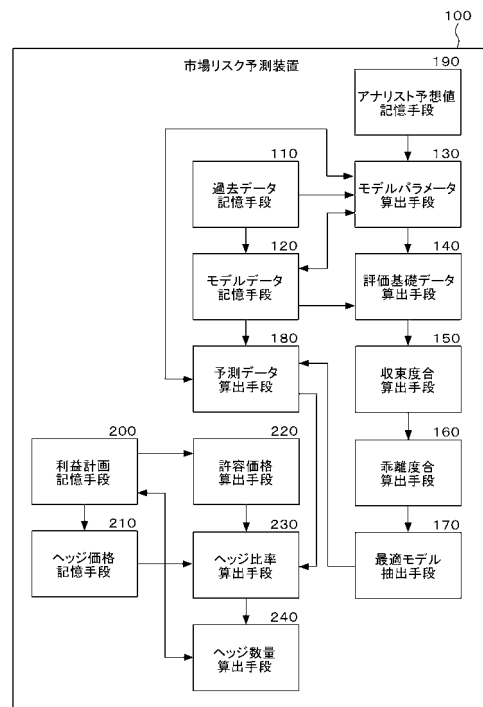 100
市場リスク予測装置
190
アナリスト予想値
記憶手段
110
過去データ
記憶手段
130
モデルパラメータ
算出手段
120
モデルデータ
記憶手段
140
評価基礎データ
算出手段
180
予測データ
算出手段
150
収束度合
算出手段
200
利益計画
記憶手段
220
許容価格
算出手段
160
乖離度合
算出手段
210
ヘッジ価格
記憶手段
230
ヘッジ比率
算出手段
170
最適モデル
抽出手段
240
ヘッジ数量
算出手段